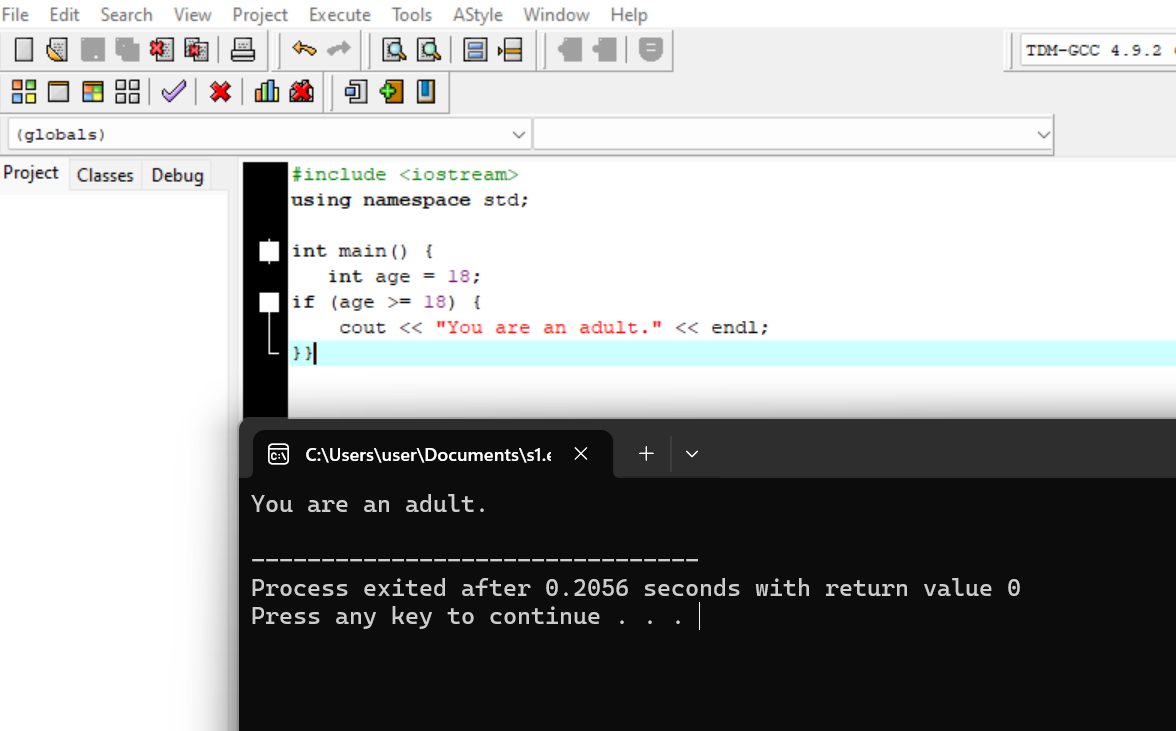 File Edit Search View Project Execute Tools AStyle Window Help
TDM-GCC 4.9.2
(globals)
Project Classes Debug
#include <iostream>
using namespace std;
int main() {
int age = 18;
if (age >= 18) {
cout << "You are an adult." << endl;
}}
C:\Users\user\Documents\s1.e
You are an adult.
--------------------------------
Process exited after 0.2056 seconds with return value 0
Press any key to continue . . .